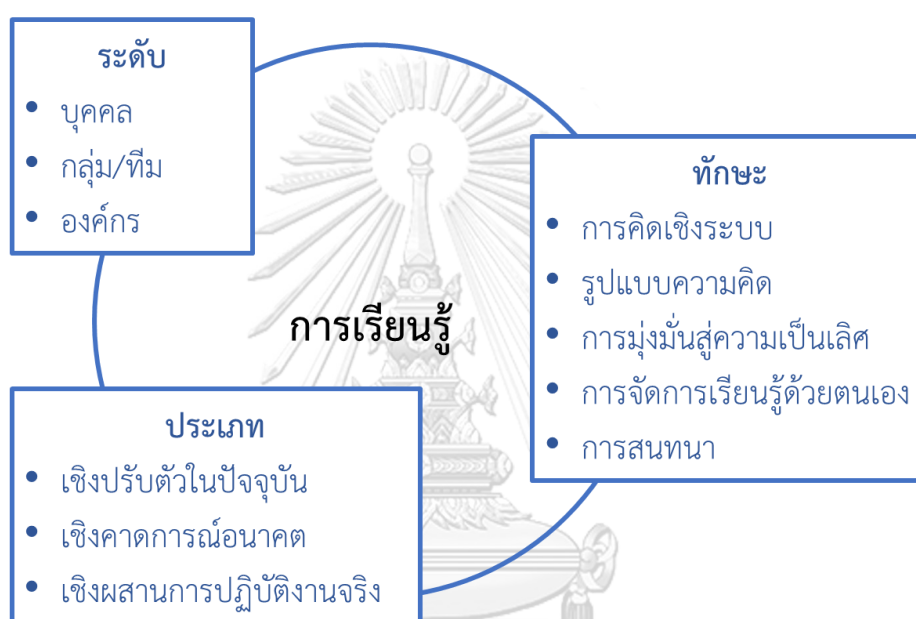 ระดับ
• บุคคล
• กลุ่ม/ทีม
• องค์กร
ทักษะ
• การคิดเชิงระบบ
• รูปแบบความคิด
• การมุ่งมั่นสู่ความเป็นเลิศ
• การจัดการเรียนรู้ด้วยตนเอง
• การสนทนา
การเรียนรู้
ประเภท
• เชิงปรับตัวในปัจจุบัน
• เชิงคาดการณ์อนาคต
• เชิงผสานการปฏิบัติงานจริง